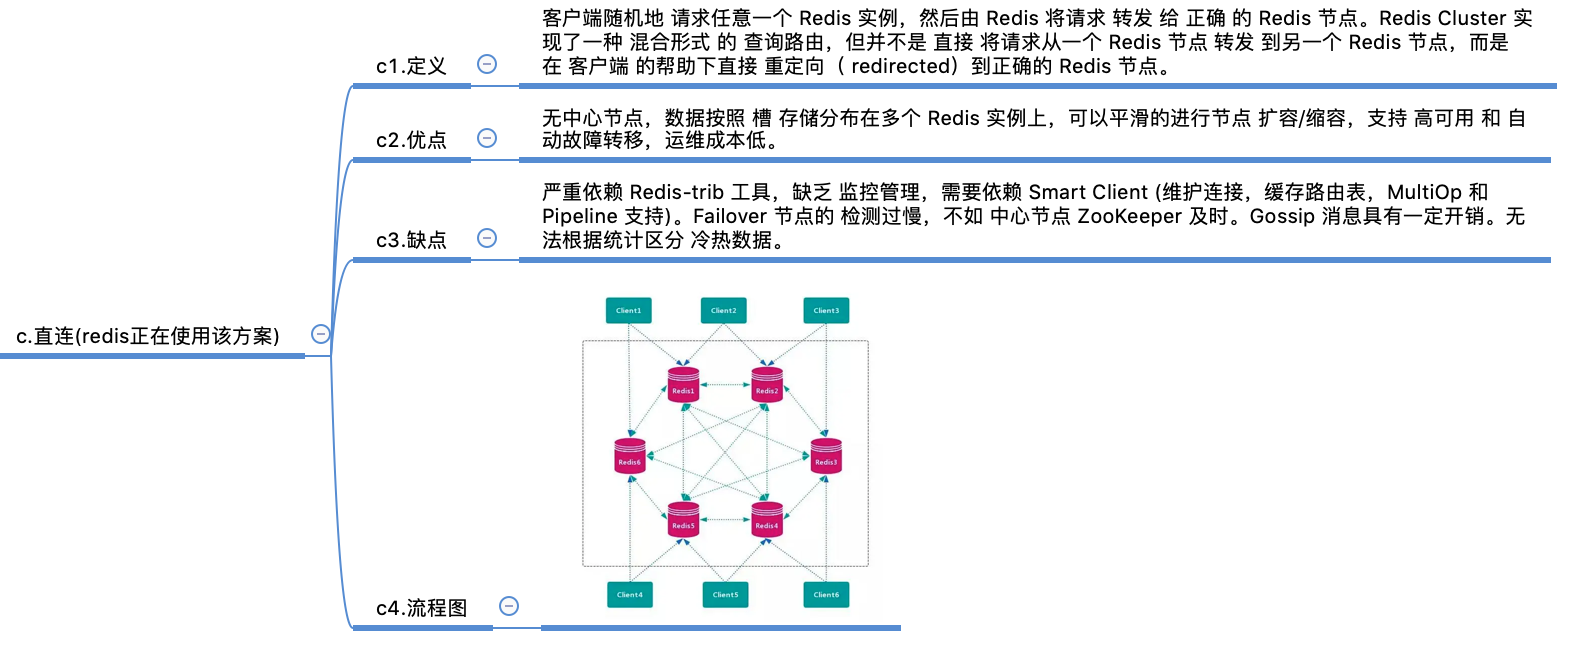 客户端随机地 请求任意一个 Redis 实例，然后由 Redis 将请求 转发 给 正确 的 Redis 节点。Redis Cluster 实
现了一种 混合形式 的 查询路由，但并不是 直接 将请求从一个 Redis 节点 转发 到另一个 Redis 节点，而是
在 客户端 的帮助下直接 重定向（ redirected）到正确的 Redis 节点。
c1.定义
无中心节点，数据按照 槽 存储分布在多个 Redis 实例上，可以平滑的进行节点 扩容/缩容，支持 高可用 和 自
动故障转移，运维成本低。
c2.优点
严重依赖 Redis-trib 工具，缺乏 监控管理，需要依赖 Smart Client (维护连接，缓存路由表，MultiOp 和
Pipeline 支持)。Failover 节点的 检测过慢，不如 中心节点 ZooKeeper 及时。Gossip 消息具有一定开销。无
法根据统计区分 冷热数据。
c3.缺点
c.直连(redis正在使用该方案)
Client1
Client2
Client3
Redis1
Redis2
Redis6
Redis3
Redis5
Redis4
Client4
Client5
Client6
c4.流程图